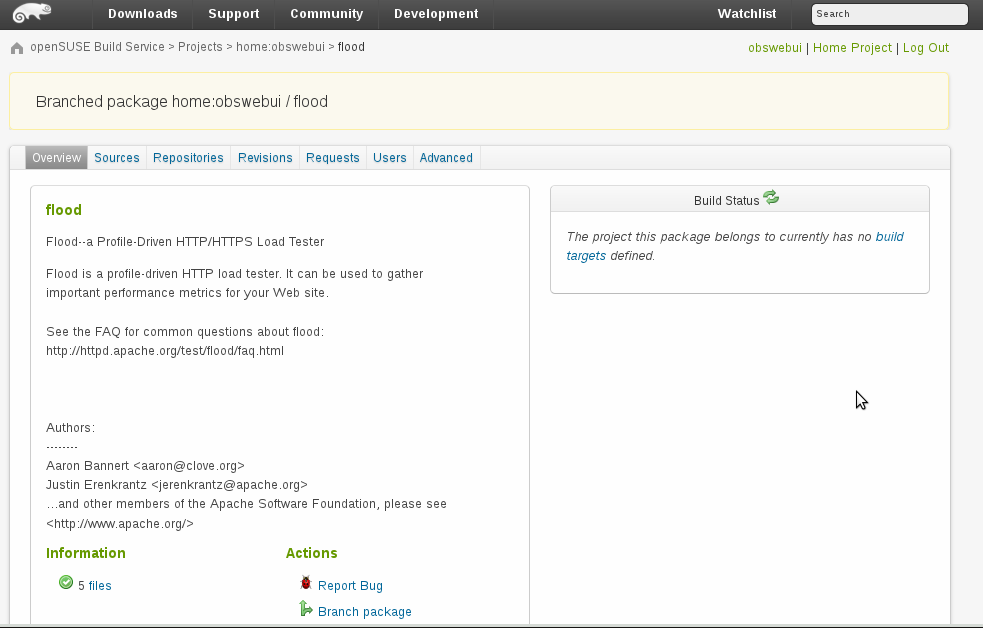 Downloads Support Community Development Watchlist Search
openSUSE Build Service > Projects > home:obswebui > flood obswebui | Home Project | Log Out
Branched package home:obswebui / flood
Overview Sources Repositories Revisions Requests Users Advanced
flood
Flood--a Profile-Driven HTTP/HTTPS Load Tester
Flood is a profile-driven HTTP load tester. It can be used to gather
important performance metrics for your Web site.
See the FAQ for common questions about flood:
http://httpd.apache.org/test/flood/faq.html
Authors:
--------
Aaron Bannert <aaron@clove.org>
Justin Erenkrantz <jerenkrantz@apache.org>
...and other members of the Apache Software Foundation, please see
<http://www.apache.org/>
Information
5 files
Actions
Report Bug
Branch package
Build Status
The project this package belongs to currently has no build
targets defined.